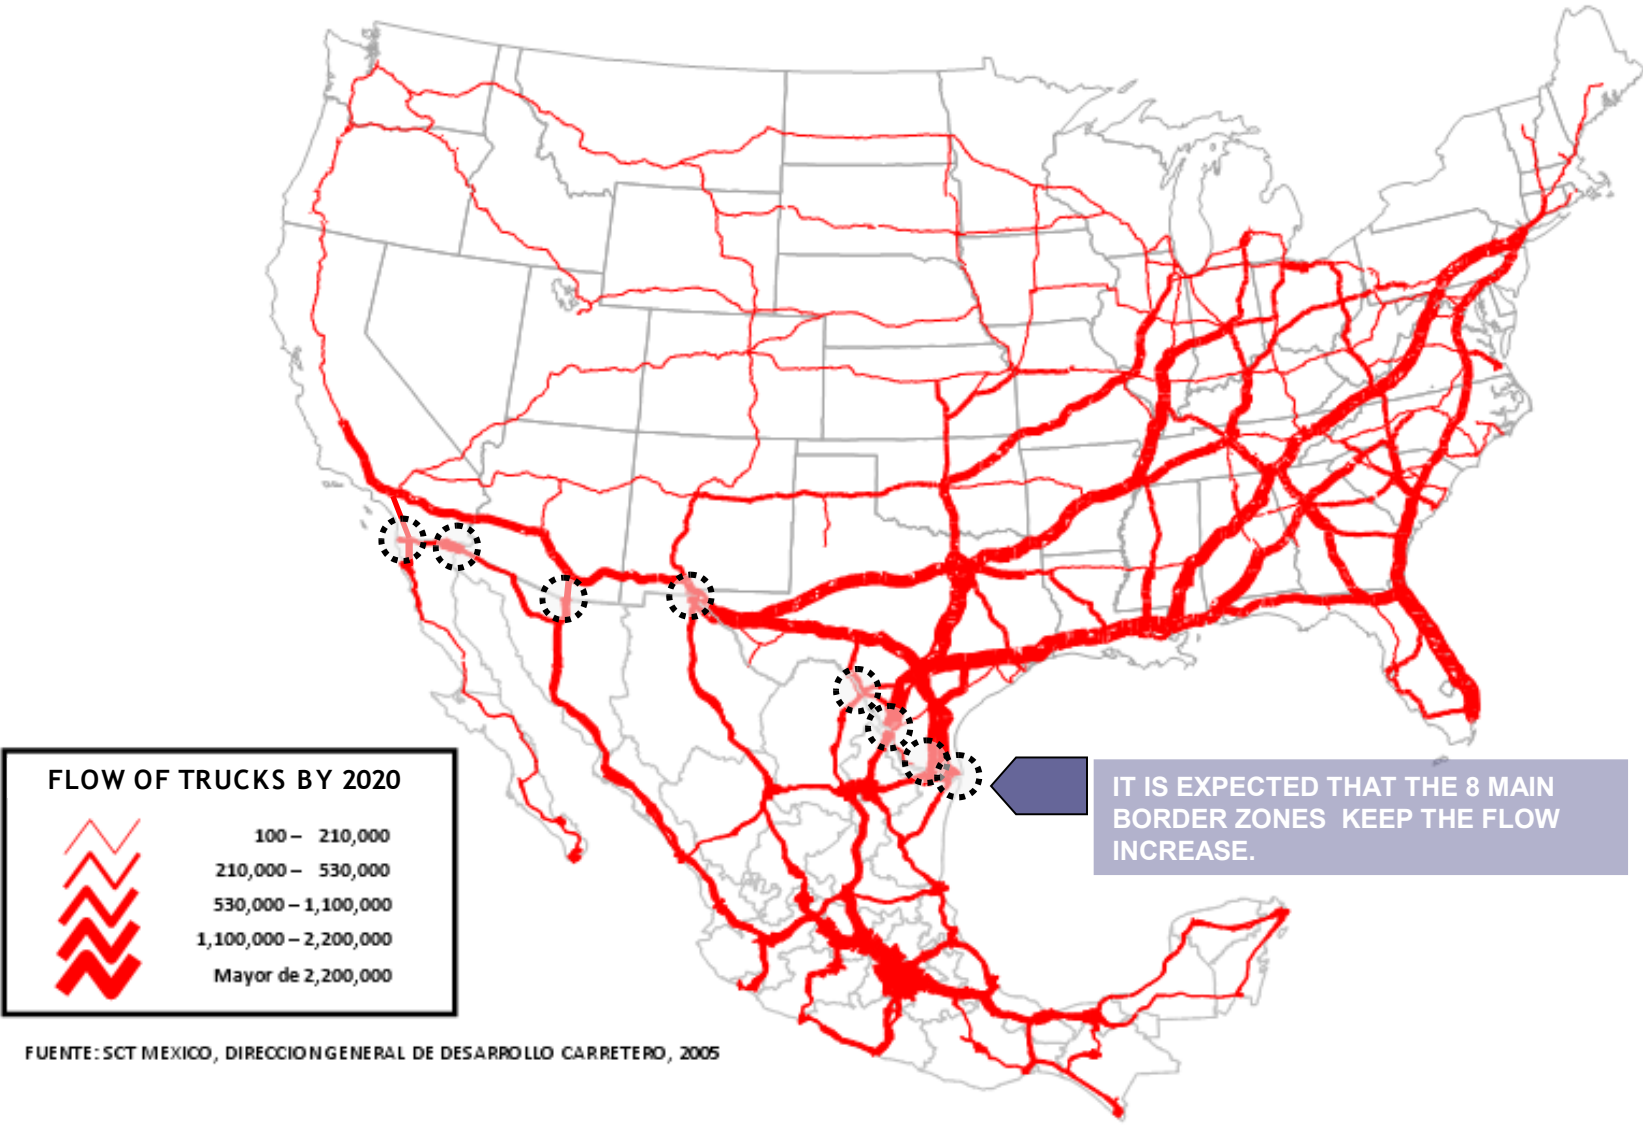 FLOW OF TRUCKS BY 2020
100 – 210,000
210,000 – 530,000
530,000 – 1,100,000
1,100,000 – 2,200,000
Mayor de 2,200,000
IT IS EXPECTED THAT THE 8 MAIN
BORDER ZONES KEEP THE FLOW
INCREASE.
FUENTE: SCT MEXICO, DIRECCION GENERAL DE DESARROLLO CARRETERO, 2005